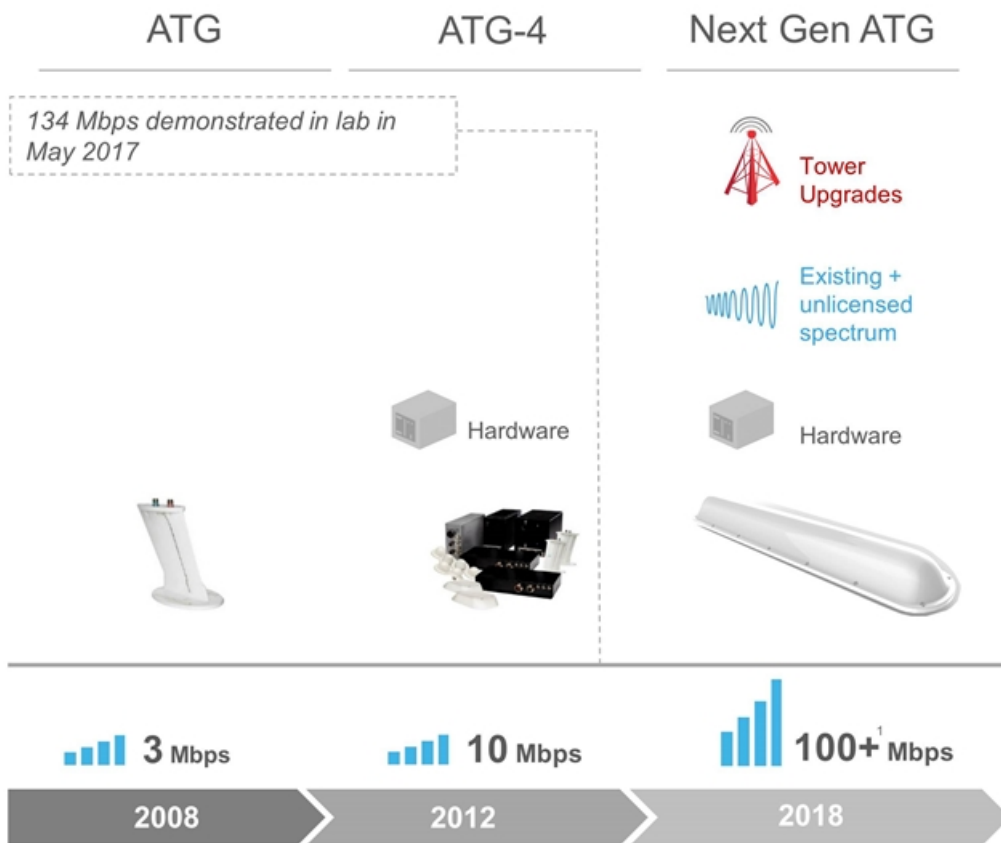 ATG
ATG-4
Next Gen ATG
134 Mbps demonstrated in lab in
May 2017
Tower
Upgrades
Existing +
unlicensed
spectrum
Hardware
Hardware
3 Mbps
10 Mbps
100+¹ Mbps
2008
2012
2018